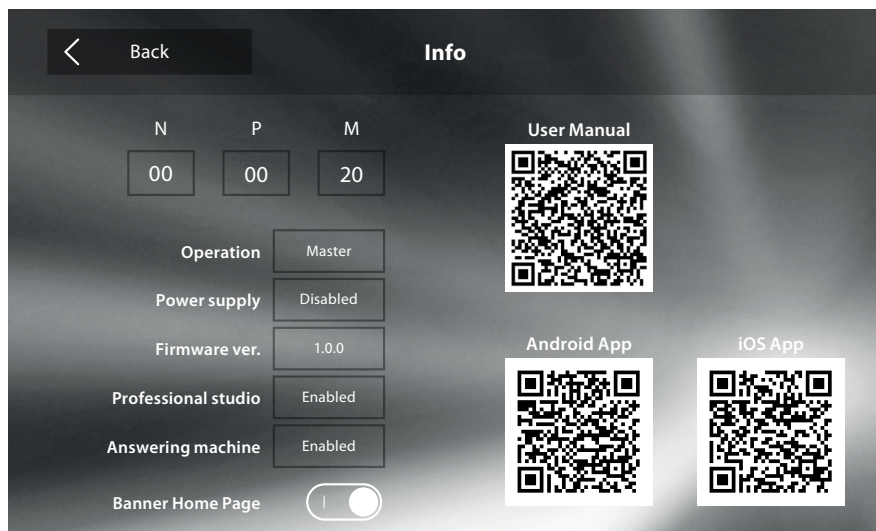 Back
Info
N P M
00 00 20
Operation Master
Power supply Disabled
Firmware ver. 1.0.0
Professional studio Enabled
Answering machine Enabled
Banner Home Page
User Manual
Android App
iOS App